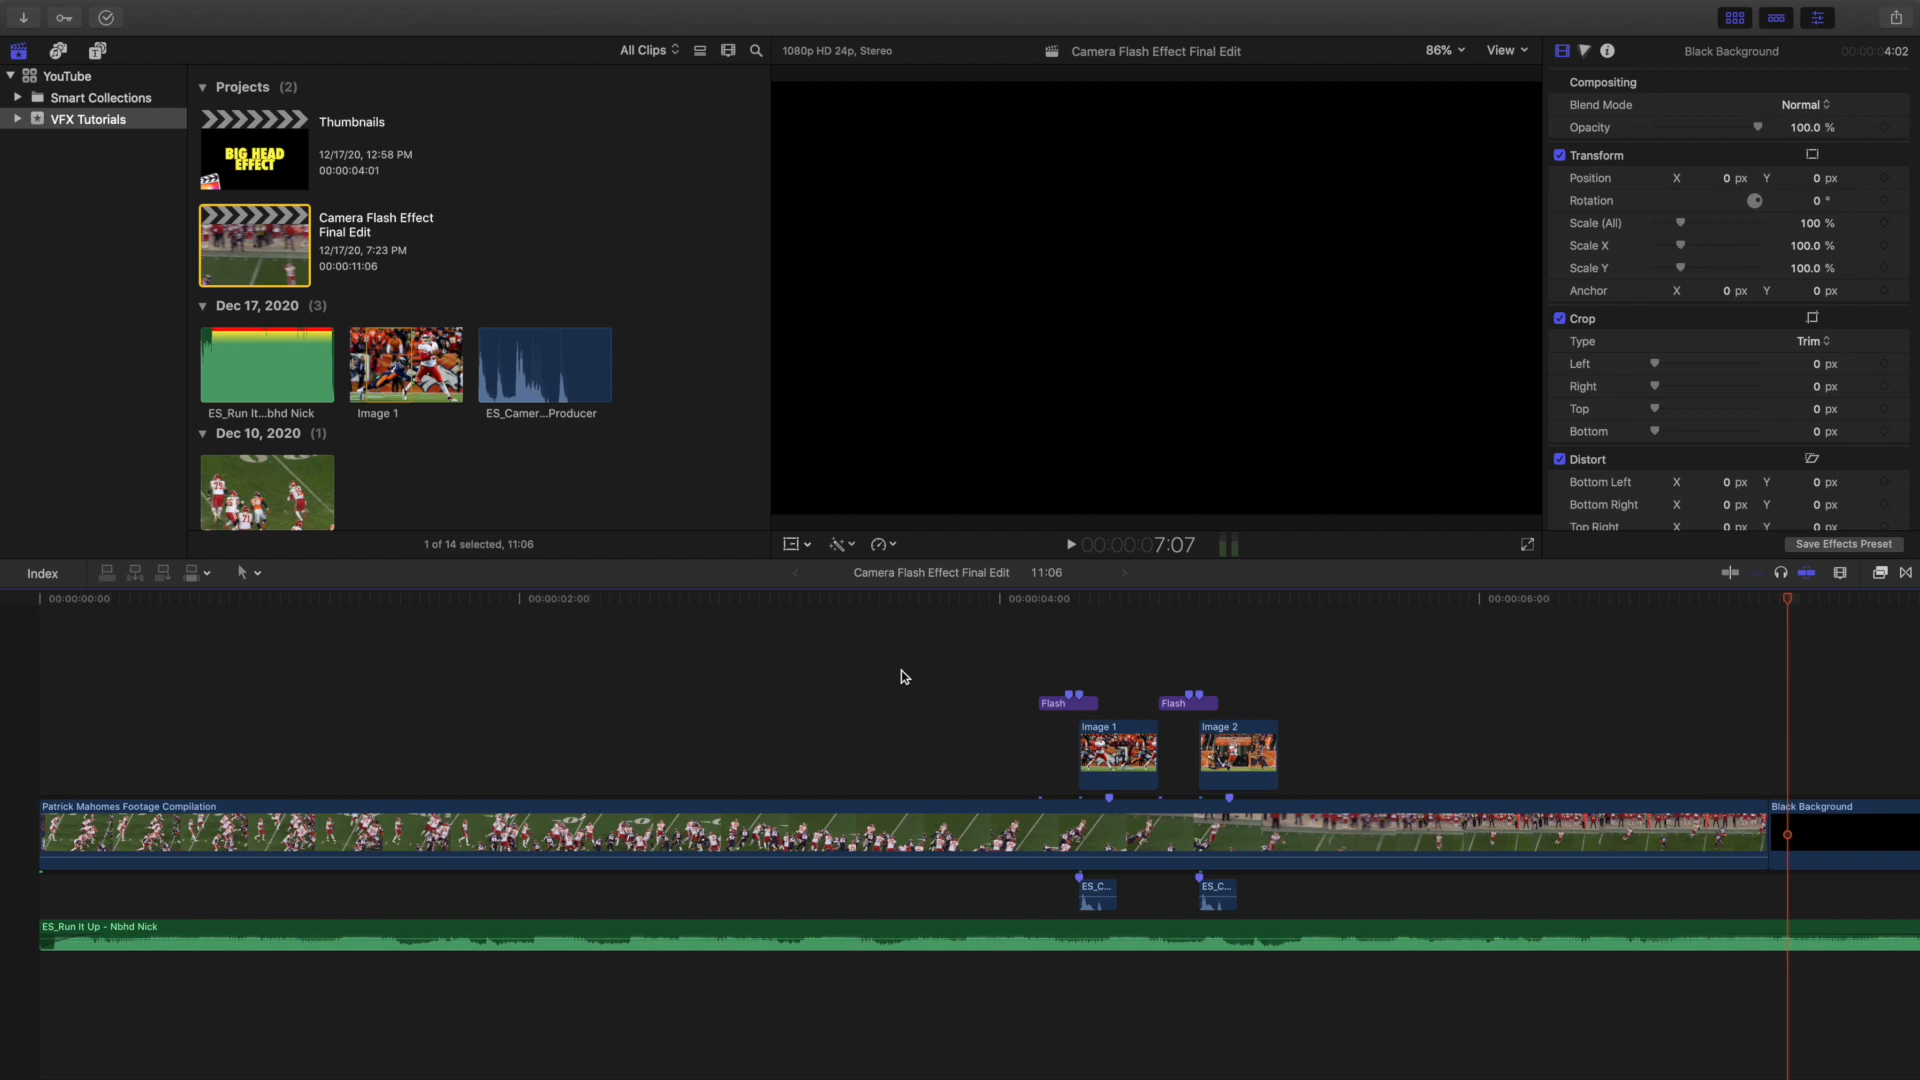 All Clips
1080p HD 24p, Stereo
Camera Flash Effect Final Edit
86%
View
Black Background
00:00:04:02
YouTube
Smart Collections
VFX Tutorials
Projects (2)
BIG HEAD
EFFECT
Thumbnails
12/17/20, 12:58 PM
00:00:04:01
Camera Flash Effect
Final Edit
12/17/20, 7:23 PM
00:00:11:06
Dec 17, 2020 (3)
ES_Run It...bhd Nick
Image 1
ES_Camer...Producer
Dec 10, 2020 (1)
1 of 14 selected, 11:06
00:00:07:07
Compositing
Blend Mode Normal
Opacity 100.0 %
Transform
Position X 0 px Y 0 px
Rotation 0 °
Scale (All) 100 %
Scale X 100.0 %
Scale Y 100.0 %
Anchor X 0 px Y 0 px
Crop
Type Trim
Left 0 px
Right 0 px
Top 0 px
Bottom 0 px
Distort
Bottom Left X 0 px Y 0 px
Bottom Right X 0 px Y 0 px
Top Right X 0 px Y 0 px
Save Effects Preset
Index
Camera Flash Effect Final Edit 11:06
00:00:00:00
00:00:02:00
00:00:04:00
00:00:06:00
Flash
Flash
Image 1
Image 2
Patrick Mahomes Footage Compilation
Black Background
ES_C...
ES_C...
ES_Run It Up - Nbhd Nick